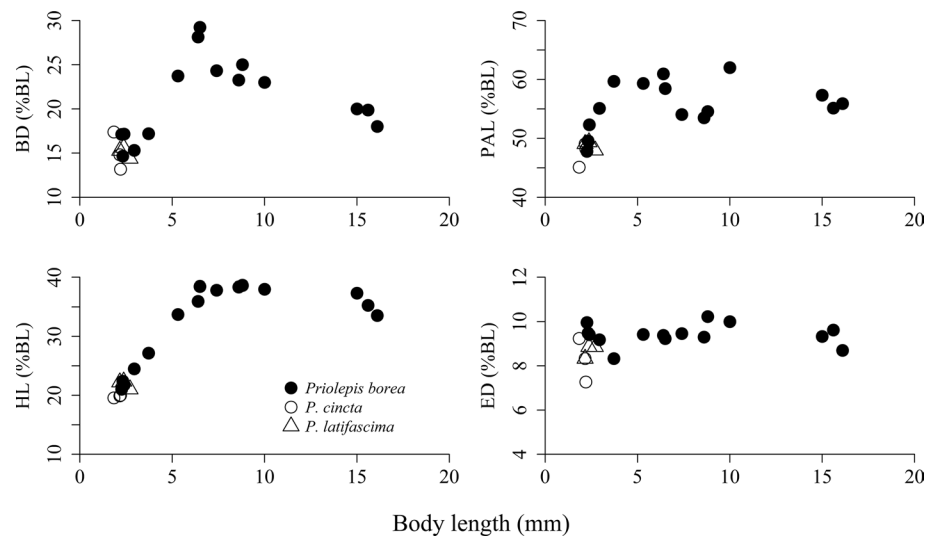 30
25
20
15
10
BD (%BL)
0 5 10 15 20
70
60
50
40
PAL (%BL)
0 5 10 15 20
40
30
20
10
HL (%BL)
0 5 10 15 20
Priolepis borea
P. cincta
P. latifascima
12
10
8
6
4
ED (%BL)
0 5 10 15 20
Body length (mm)